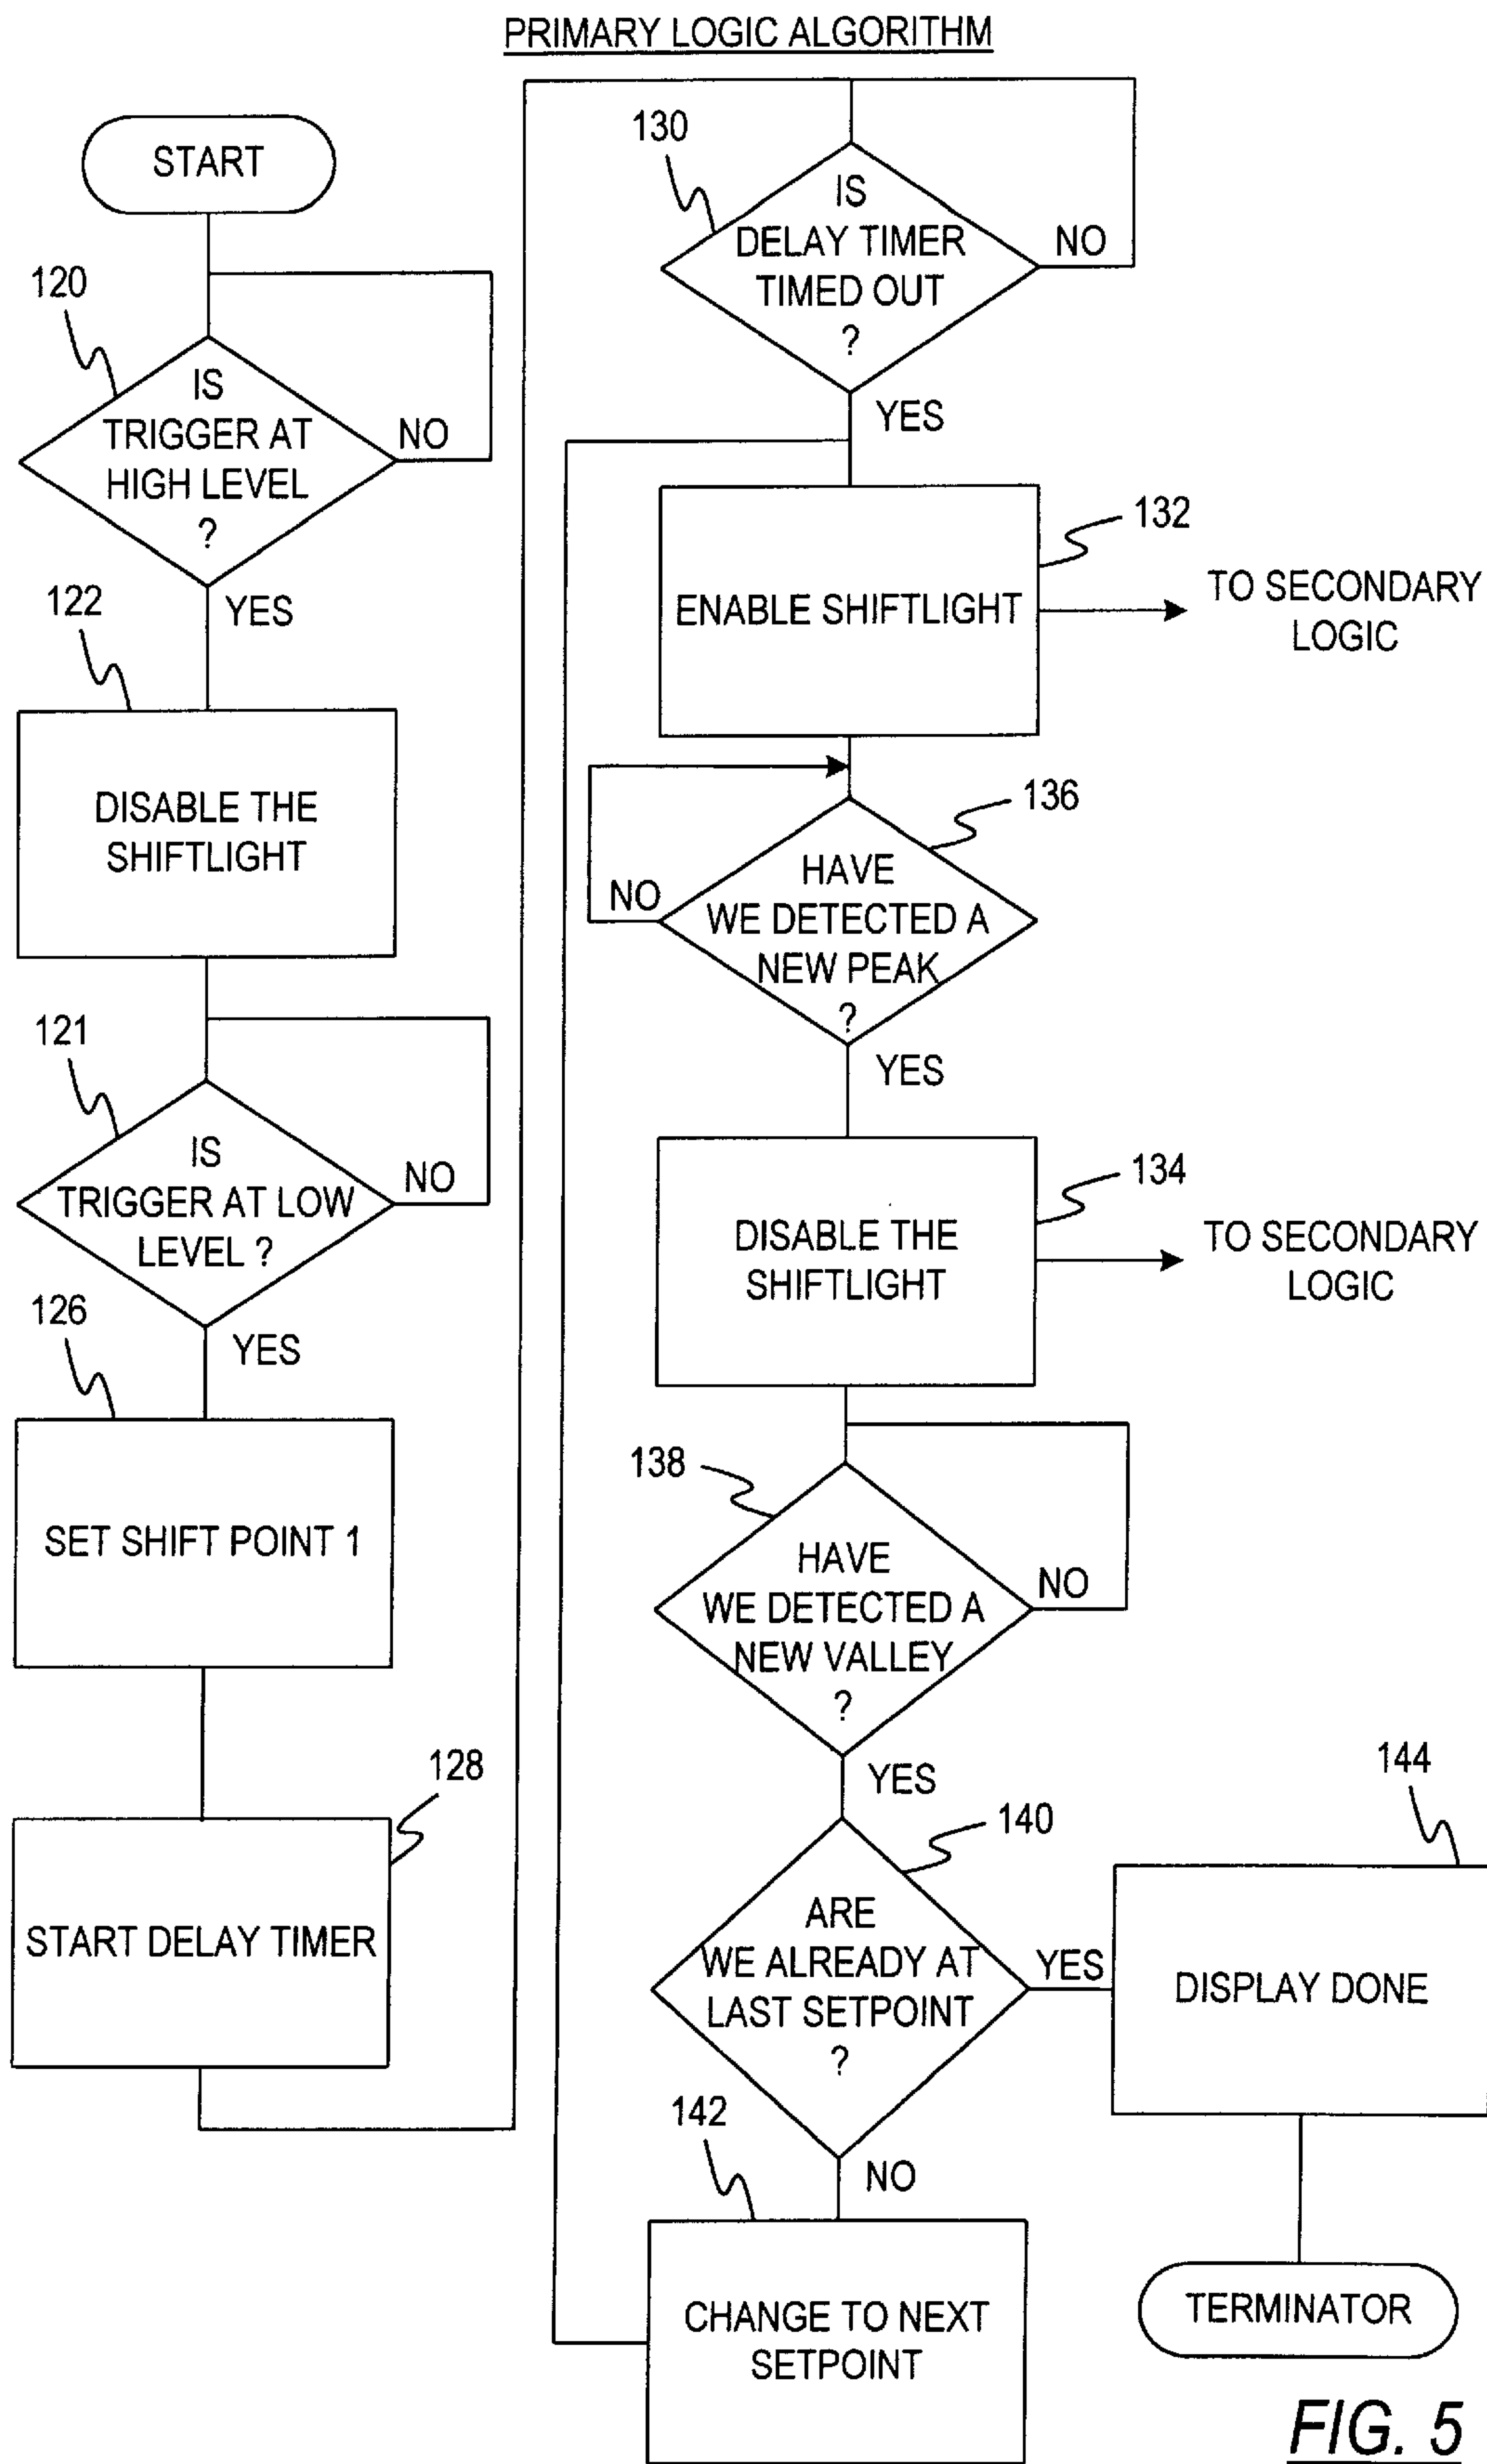 PRIMARY LOGIC ALGORITHM
START
120
IS
TRIGGER AT
HIGH LEVEL
?
NO
YES
122
DISABLE THE
SHIFTLIGHT
121
IS
TRIGGER AT LOW
LEVEL ?
NO
YES
126
SET SHIFT POINT 1
128
START DELAY TIMER
130
IS
DELAY TIMER
TIMED OUT
?
NO
YES
132
ENABLE SHIFTLIGHT
TO SECONDARY
LOGIC
136
HAVE
WE DETECTED A
NEW PEAK
?
NO
YES
134
DISABLE THE
SHIFTLIGHT
TO SECONDARY
LOGIC
138
HAVE
WE DETECTED A
NEW VALLEY
?
NO
YES
140
ARE
WE ALREADY AT
LAST SETPOINT
?
YES
144
DISPLAY DONE
NO
142
CHANGE TO NEXT
SETPOINT
TERMINATOR
FIG. 5